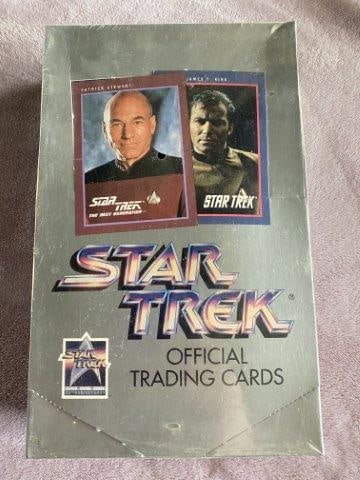 PATRICK STEWART
JAMES T. KIRK
STAR TREK
THE NEXT GENERATION
STAR TREK
STAR
TREK®
OFFICIAL
TRADING CARDS
STAR
TREK